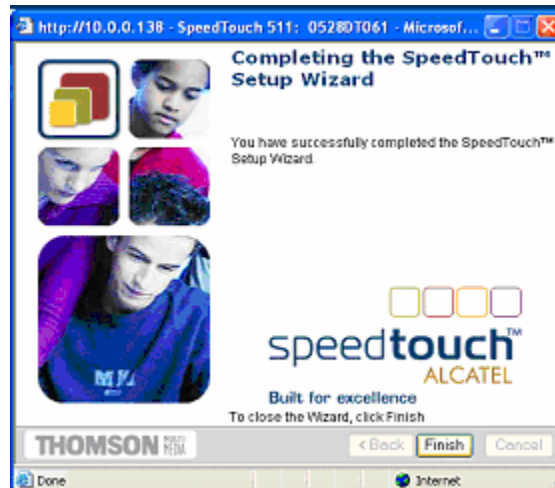 http://10.0.0.138 - SpeedTouch 511: 0528DT061 - Microsof...
Completing the SpeedTouch™
Setup Wizard
You have successfully completed the SpeedTouch™
Setup Wizard.
speedtouch™
ALCATEL
Built for excellence
To close the Wizard, click Finish
THOMSON
< Back Finish Cancel
Done Internet